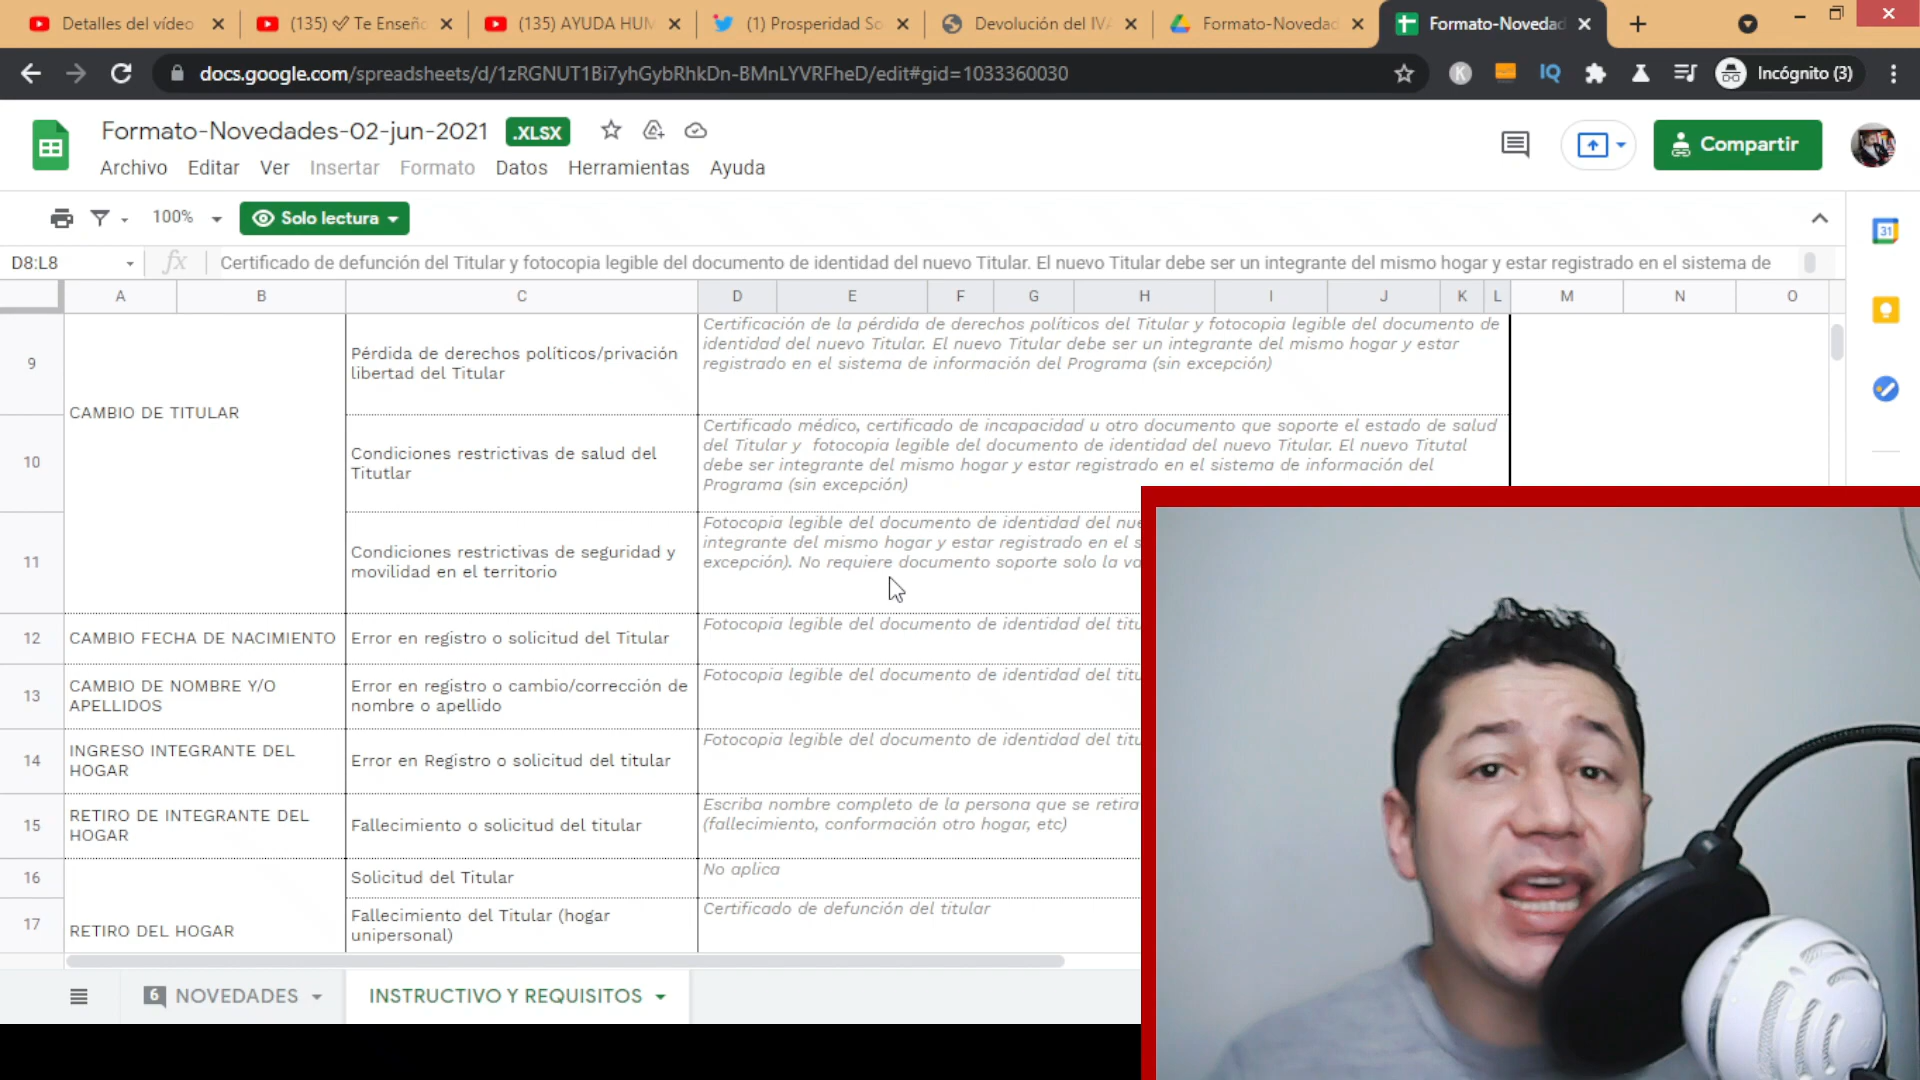 Detalles del vídeo
(135) ✓ Te Enseño
(135) AYUDA HUM
(1) Prosperidad So
Devolución del IVA
Formato-Novedad
Formato-Novedad
docs.google.com/spreadsheets/d/1zRGNUT1Bi7yhGybRhkDn-BMnLYVRFheD/edit#gid=1033360030
K
IQ
Incógnito (3)
Formato-Novedades-02-jun-2021 .XLSX
Archivo Editar Ver Insertar Formato Datos Herramientas Ayuda
Compartir
100%
Solo lectura
31
D8:L8
fx
Certificado de defunción del Titular y fotocopia legible del documento de identidad del nuevo Titular. El nuevo Titular debe ser un integrante del mismo hogar y estar registrado en el sistema de
A B C D E F G H I J K L M N O
9
CAMBIO DE TITULAR
Pérdida de derechos políticos/privación
libertad del Titular
Certificación de la pérdida de derechos políticos del Titular y fotocopia legible del documento de
identidad del nuevo Titular. El nuevo Titular debe ser un integrante del mismo hogar y estar
registrado en el sistema de información del Programa (sin excepción)
10
Condiciones restrictivas de salud del
Titutlar
Certificado médico, certificado de incapacidad u otro documento que soporte el estado de salud
del Titular y fotocopia legible del documento de identidad del nuevo Titular. El nuevo Titutal
debe ser integrante del mismo hogar y estar registrado en el sistema de información del
Programa (sin excepción)
11
Condiciones restrictivas de seguridad y
movilidad en el territorio
Fotocopia legible del documento de identidad del nue
integrante del mismo hogar y estar registrado en el s
excepción). No requiere documento soporte solo la va
12
CAMBIO FECHA DE NACIMIENTO
Error en registro o solicitud del Titular
Fotocopia legible del documento de identidad del titu
13
CAMBIO DE NOMBRE Y/O
APELLIDOS
Error en registro o cambio/corrección de
nombre o apellido
Fotocopia legible del documento de identidad del titu
14
INGRESO INTEGRANTE DEL
HOGAR
Error en Registro o solicitud del titular
Fotocopia legible del documento de identidad del titu
15
RETIRO DE INTEGRANTE DEL
HOGAR
Fallecimiento o solicitud del titular
Escriba nombre completo de la persona que se retira
(fallecimiento, conformación otro hogar, etc)
16
Solicitud del Titular
No aplica
17
RETIRO DEL HOGAR
Fallecimiento del Titular (hogar
unipersonal)
Certificado de defunción del titular
6 NOVEDADES
INSTRUCTIVO Y REQUISITOS